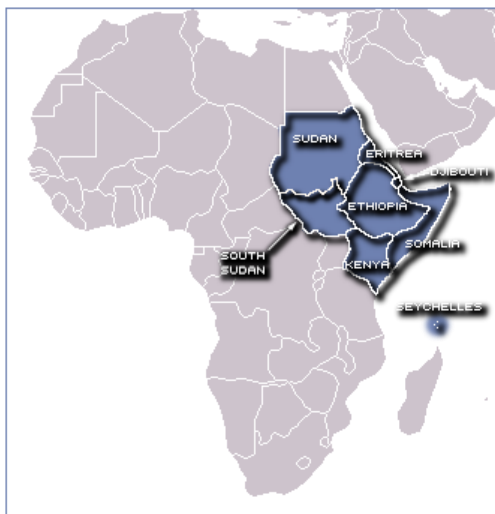 SUDAN
ERITREA
DJIBOUTI
ETHIOPIA
SOMALIA
SOUTH
SUDAN
KENYA
SEYCHELLES